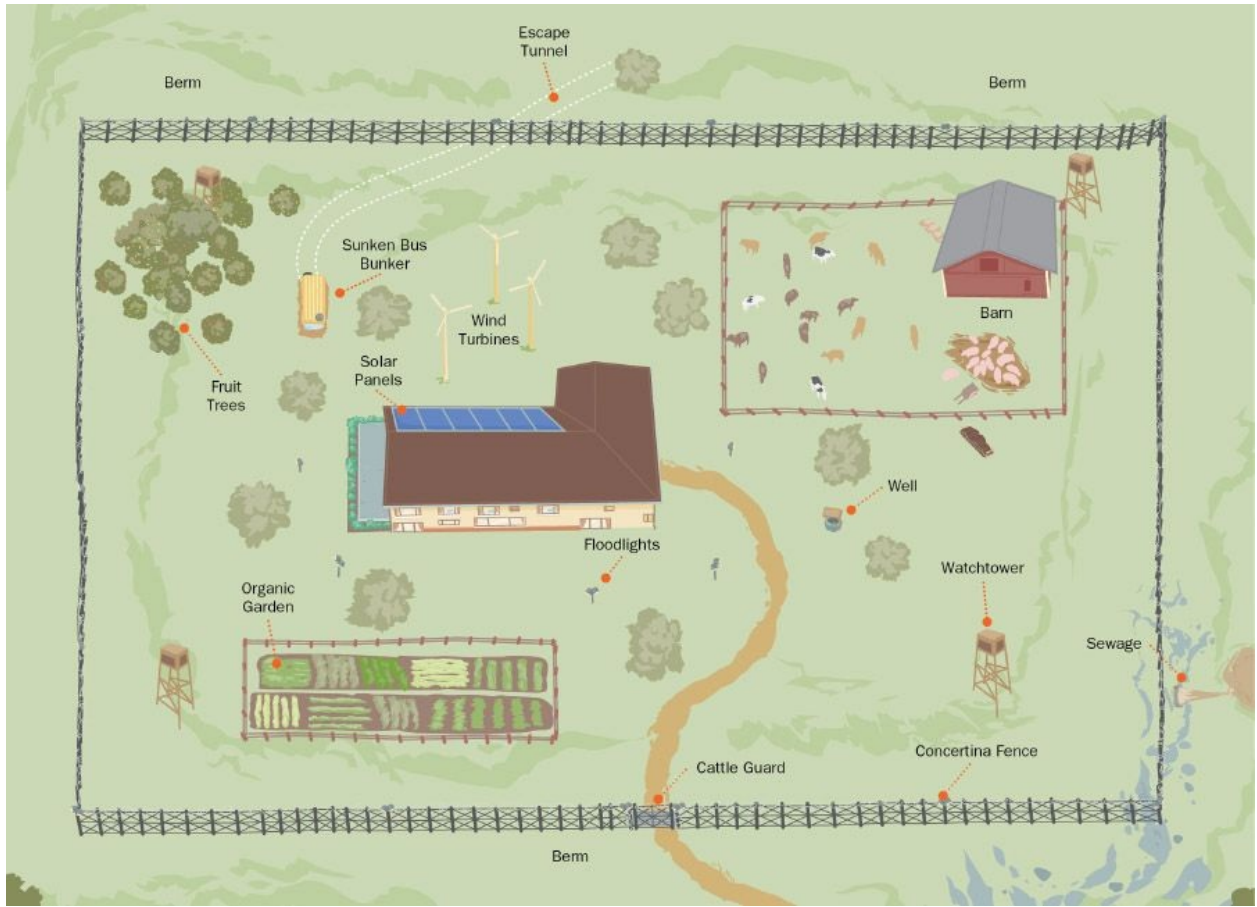 Escape
Tunnel
Berm
Berm
Sunken Bus
Bunker
Wind
Turbines
Barn
Solar
Panels
Fruit
Trees
Well
Floodlights
Watchtower
Organic
Garden
Sewage
Concertina Fence
Cattle Guard
Berm